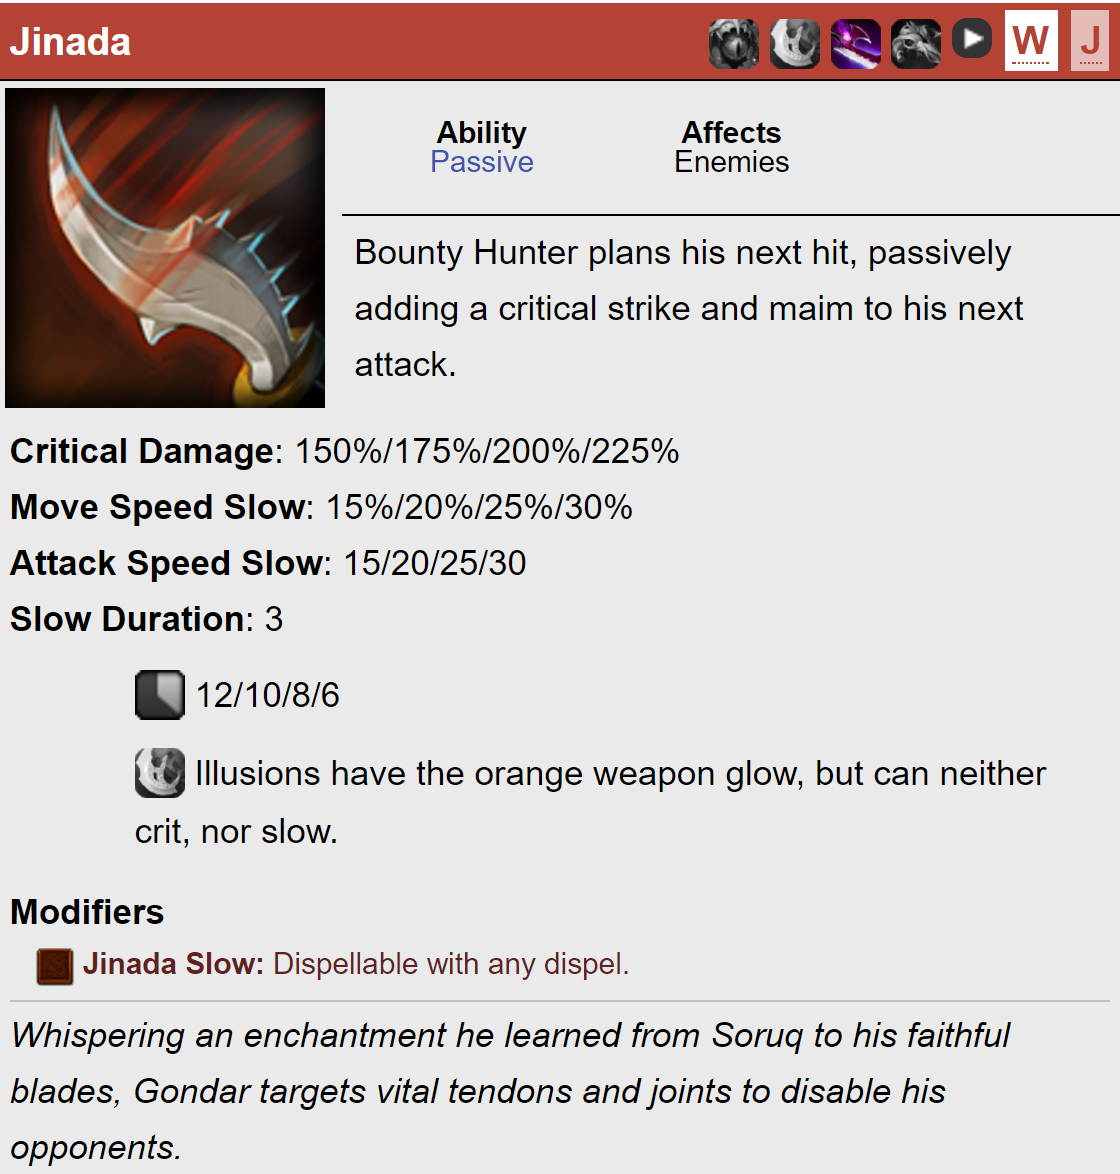 Jinada
W J
Ability Affects
Passive Enemies
Bounty Hunter plans his next hit, passively
adding a critical strike and maim to his next
attack.
Critical Damage: 150%/175%/200%/225%
Move Speed Slow: 15%/20%/25%/30%
Attack Speed Slow: 15/20/25/30
Slow Duration: 3
12/10/8/6
Illusions have the orange weapon glow, but can neither
crit, nor slow.
Modifiers
Jinada Slow: Dispellable with any dispel.
Whispering an enchantment he learned from Soruq to his faithful
blades, Gondar targets vital tendons and joints to disable his
opponents.